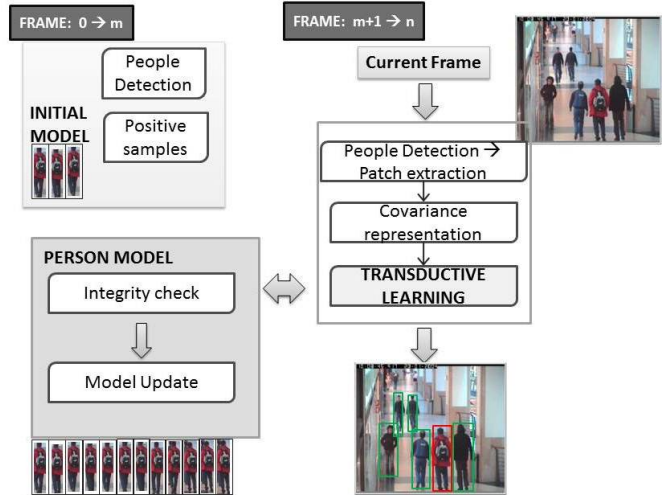 FRAME: 0 → m
People
Detection
INITIAL
MODEL
Positive
samples
FRAME: m+1 → n
Current Frame
People Detection →
Patch extraction
Covariance
representation
TRANSDUCTIVE
LEARNING
PERSON MODEL
Integrity check
Model Update